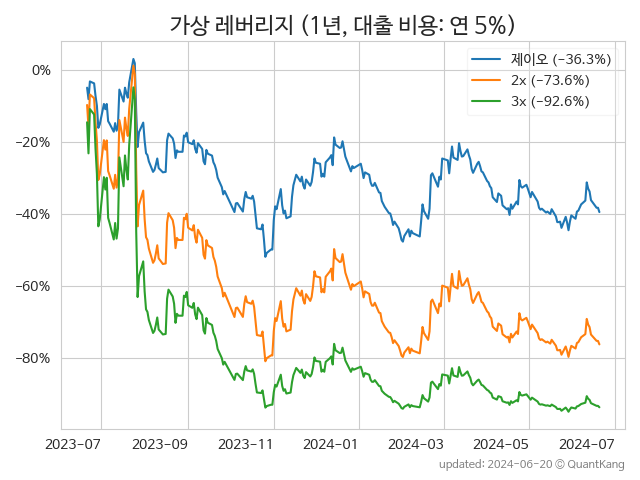 가상 레버리지 (1년, 대출 비용: 연 5%)
제이오 (−36.3%)
2x (−73.6%)
3x (−92.6%)
0%
−20%
−40%
−60%
−80%
2023-07 2023-09 2023-11 2024-01 2024-03 2024-05 2024-07
updated: 2024-06-20 © QuantKang